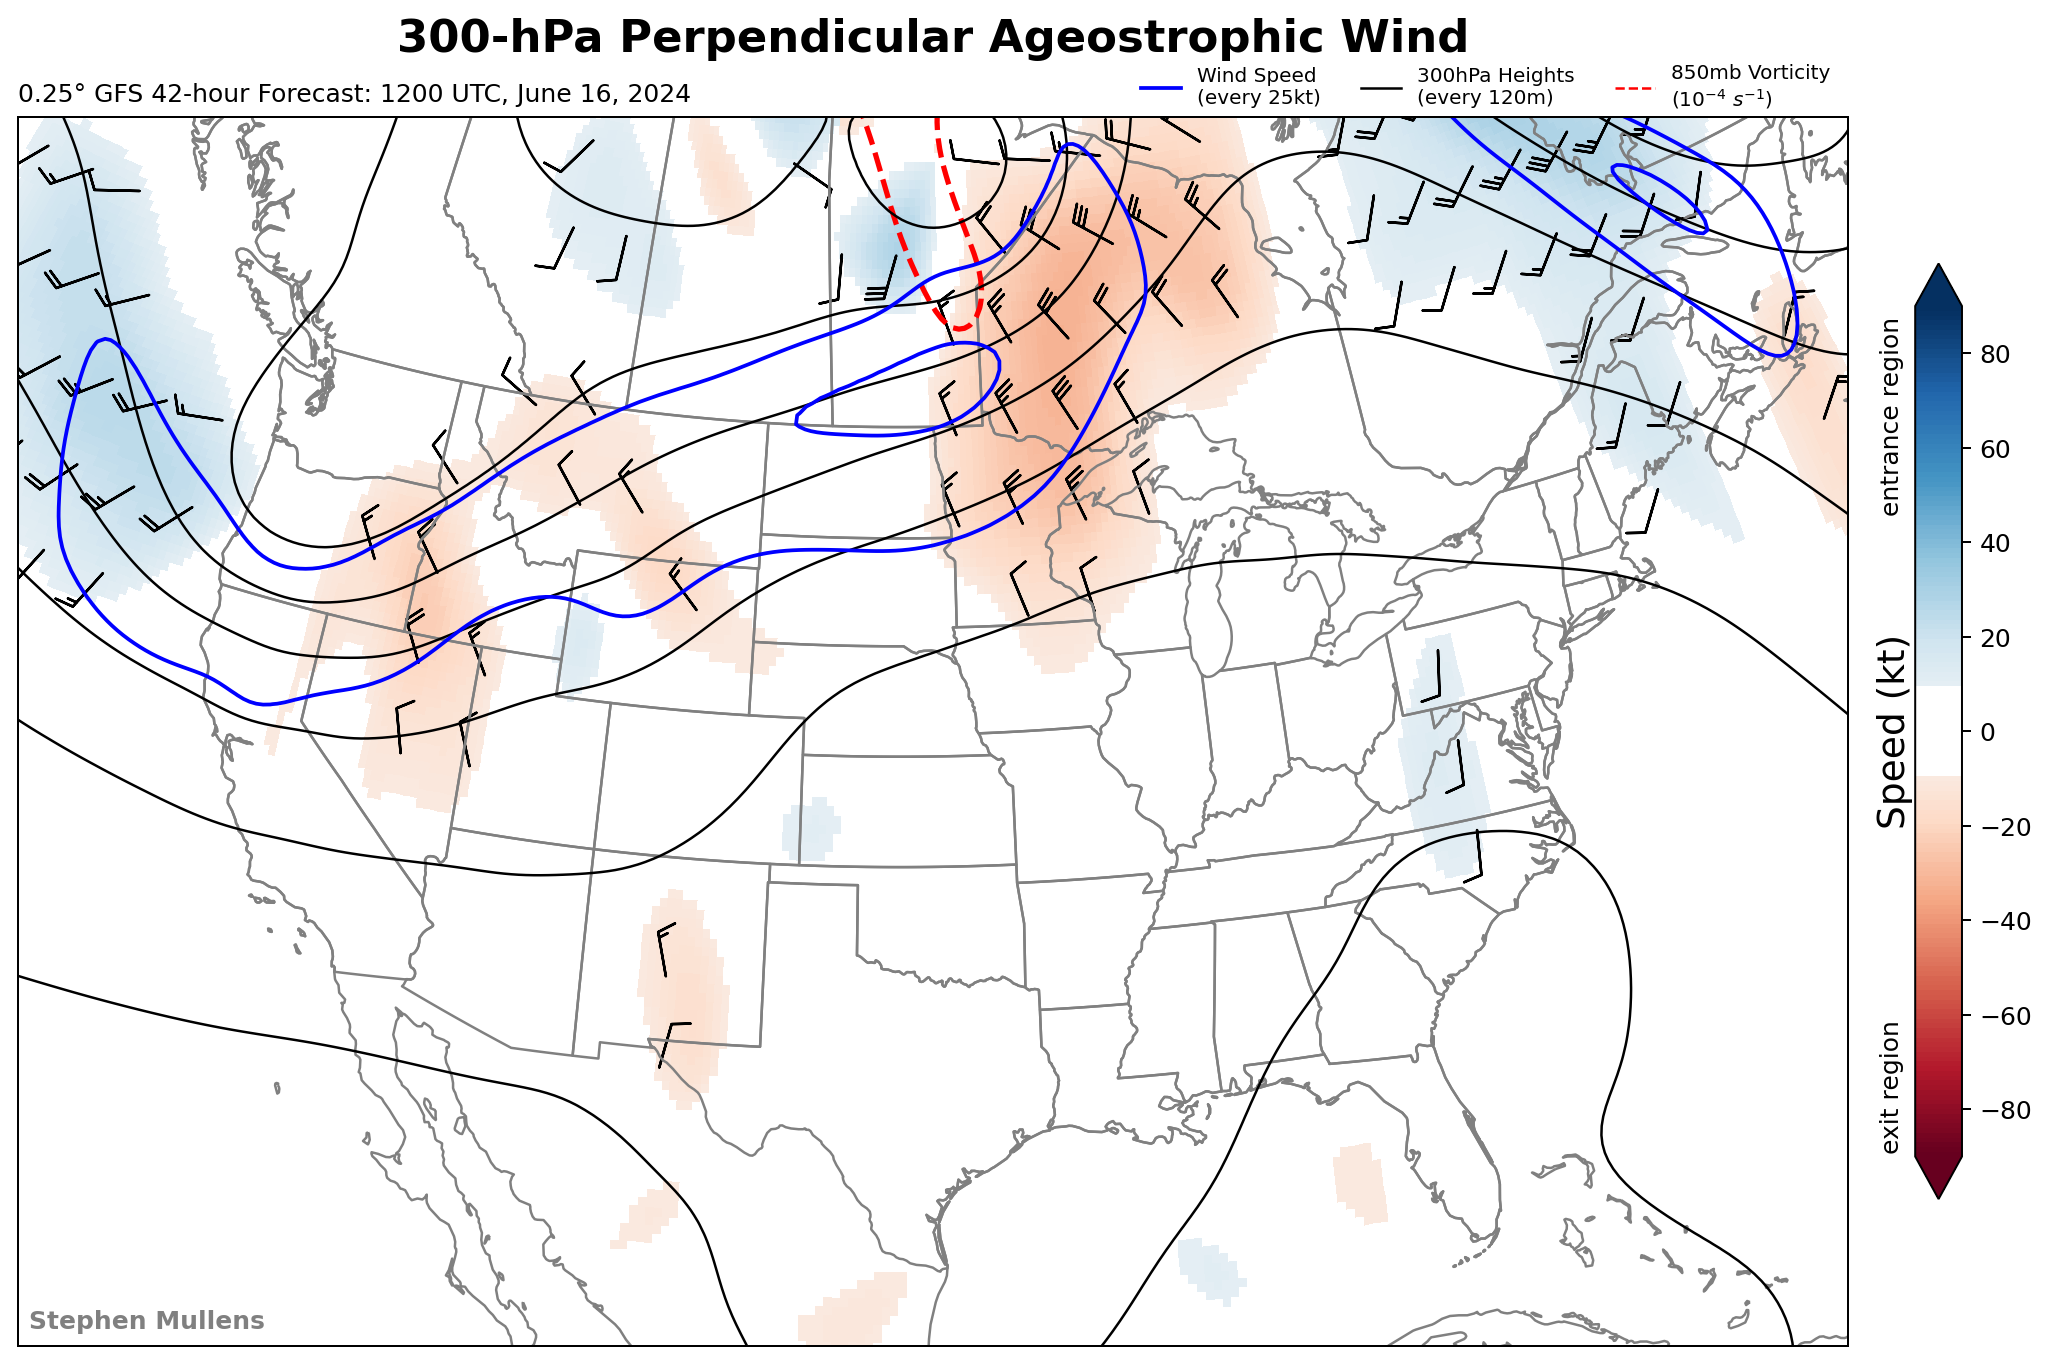 300-hPa Perpendicular Ageostrophic Wind
0.25° GFS 42-hour Forecast: 1200 UTC, June 16, 2024
Wind Speed
(every 25kt)
300hPa Heights
(every 120m)
850mb Vorticity
(10⁻⁴ s⁻¹)
entrance region
Speed (kt)
exit region
80
60
40
20
0
−20
−40
−60
−80
Stephen Mullens